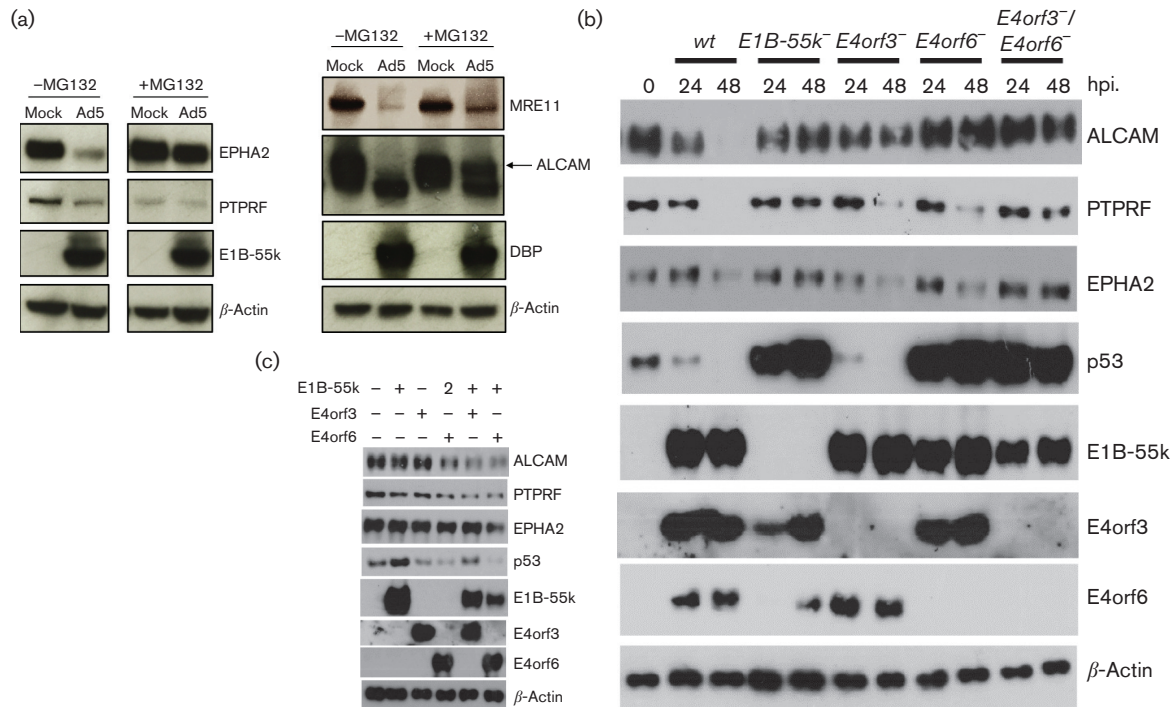 (a)
−MG132
+MG132
Mock Ad5 Mock Ad5
EPHA2
PTPRF
E1B-55k
β-Actin
−MG132
+MG132
Mock Ad5 Mock Ad5
MRE11
ALCAM
DBP
β-Actin
(b)
wt E1B-55k⁻ E4orf3⁻ E4orf6⁻ E4orf3⁻/
E4orf6⁻
0 24 48 24 48 24 48 24 48 24 48 hpi.
ALCAM
PTPRF
EPHA2
p53
E1B-55k
E4orf3
E4orf6
β-Actin
(c)
E1B-55k − + − 2 + +
E4orf3 − − + − + −
E4orf6 − − − + − +
ALCAM
PTPRF
EPHA2
p53
E1B-55k
E4orf3
E4orf6
β-Actin